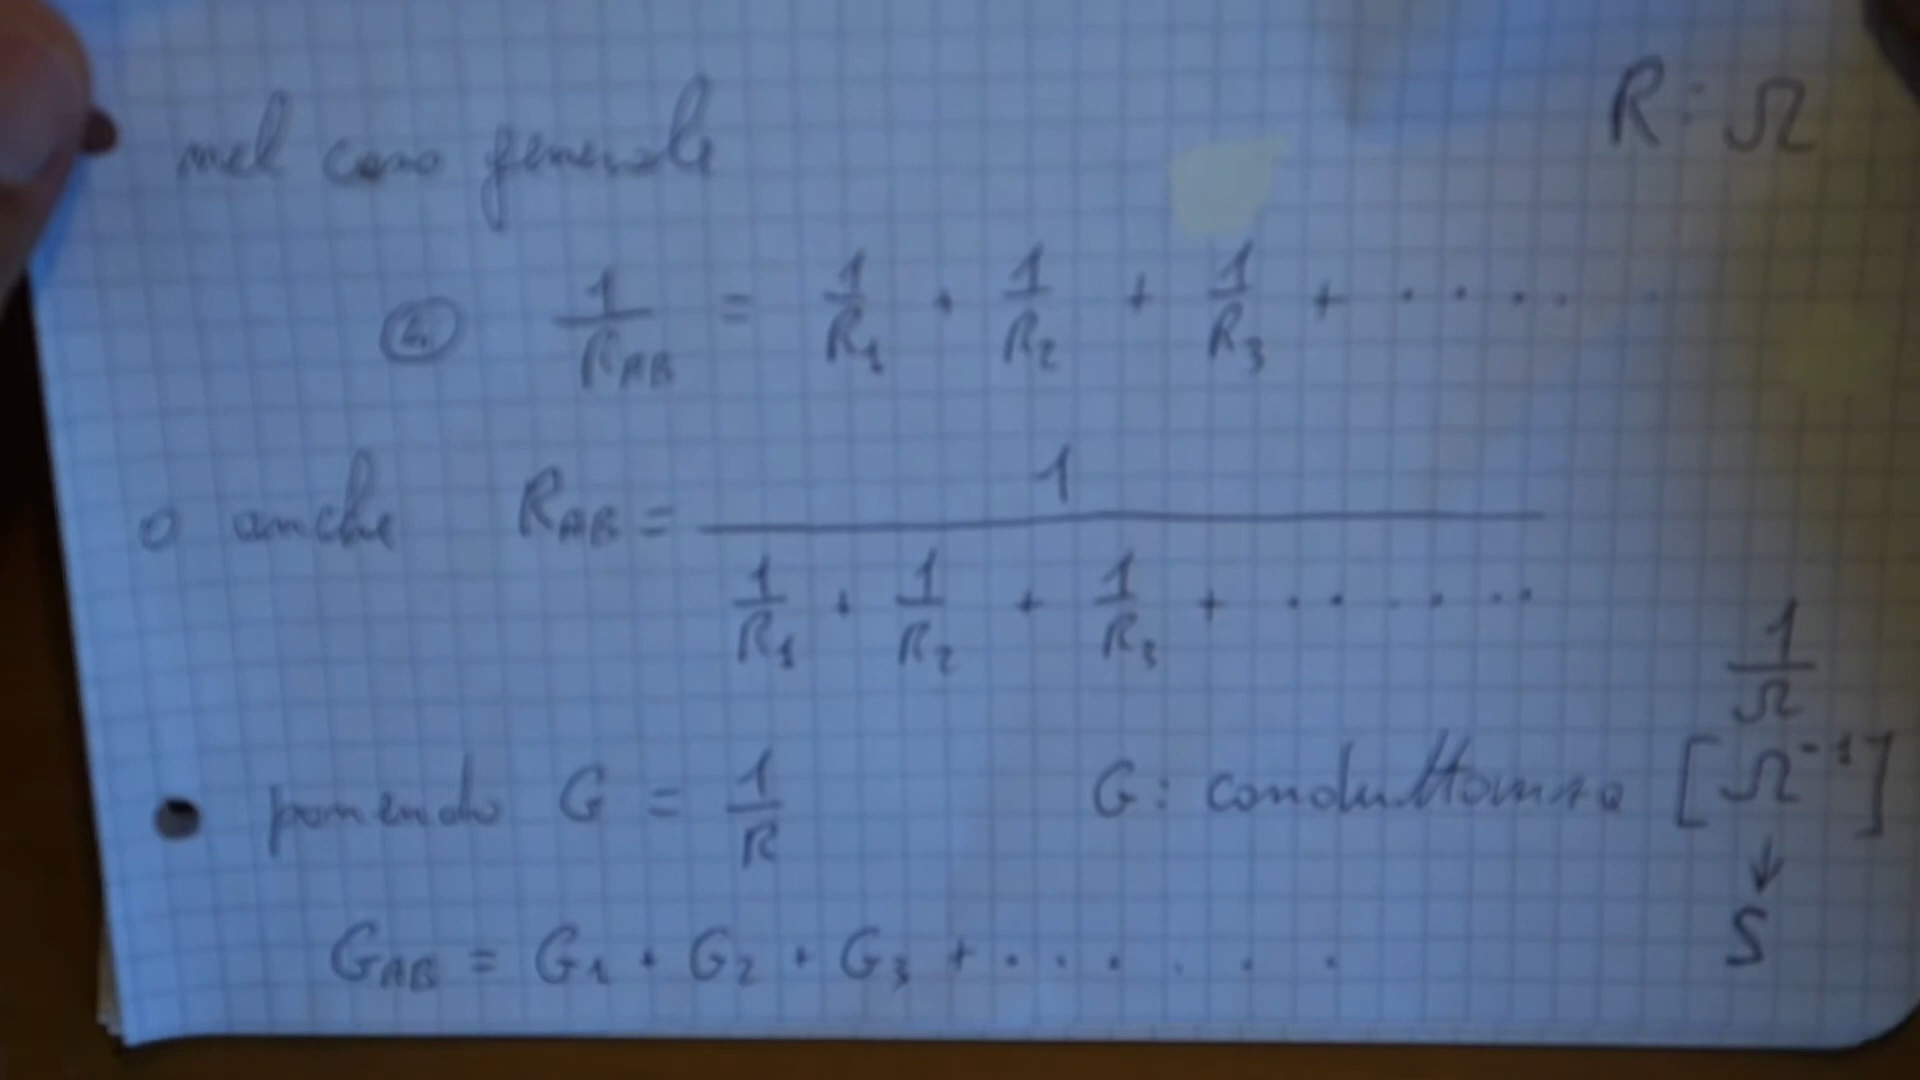 R: Ω
nel caso generale
② 1/R_AB = 1/R_1 + 1/R_2 + 1/R_3 + .....
o anche R_AB = 1/(1/R_1 + 1/R_2 + 1/R_3 + ......)
1/Ω
ponendo G = 1/R G: conduttanza [Ω^-1]
↓
S
G_AB = G_1 + G_2 + G_3 + ......